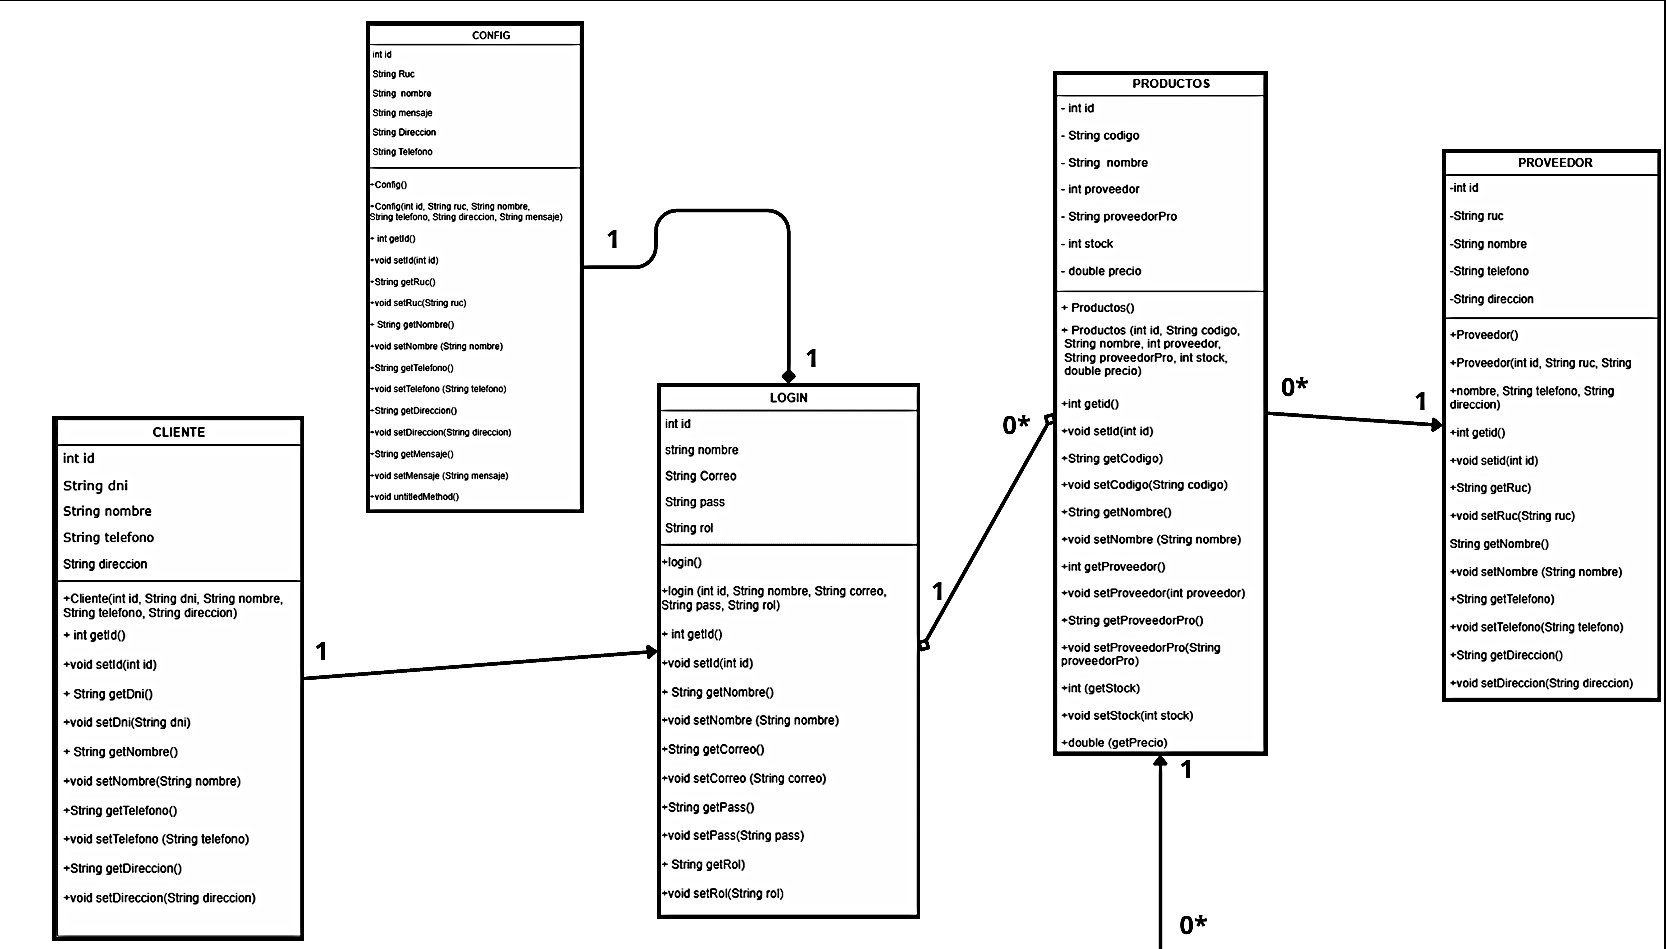 CONFIG
int id
String Ruc
String nombre
String mensaje
String Direccion
String Telefono
+Config()
+Config(int id, String ruc, String nombre,
String telefono, String direccion, String mensaje)
+ int getId()
+void setId(int id)
+String getRuc()
+void setRuc(String ruc)
+ String getNombre()
+void setNombre (String nombre)
+String getTelefono()
+void setTelefono (String telefono)
+String getDireccion()
+void setDireccion(String direccion)
+String getMensaje()
+void setMensaje (String mensaje)
+void untitledMethod()
1
1
CLIENTE
int id
String dni
String nombre
String telefono
String direccion
+Cliente(int id, String dni, String nombre,
String telefono, String direccion)
+ int getId()
+void setId(int id)
+ String getDni()
+void setDni(String dni)
+ String getNombre()
+void setNombre(String nombre)
+String getTelefono()
+void setTelefono (String telefono)
+String getDireccion()
+void setDireccion(String direccion)
1
LOGIN
int id
string nombre
String Correo
String pass
String rol
+login()
+login (int id, String nombre, String correo,
String pass, String rol)
+ int getId()
+void setId(int id)
+ String getNombre()
+void setNombre (String nombre)
+String getCorreo()
+void setCorreo (String correo)
+String getPass()
+void setPass(String pass)
+ String getRol)
+void setRol(String rol)
1
0*
PRODUCTOS
- int id
- String codigo
- String nombre
- int proveedor
- String proveedorPro
- int stock
- double precio
+ Productos()
+ Productos (int id, String codigo,
String nombre, int proveedor,
String proveedorPro, int stock,
double precio)
+int getid()
+void setId(int id)
+String getCodigo)
+void setCodigo(String codigo)
+String getNombre()
+void setNombre (String nombre)
+int getProveedor()
+void setProveedor(int proveedor)
+String getProveedorPro()
+void setProveedorPro(String
proveedorPro)
+int (getStock)
+void setStock(int stock)
+double (getPrecio)
1
0*
0*
1
PROVEEDOR
-int id
-String ruc
-String nombre
-String telefono
-String direccion
+Proveedor()
+Proveedor(int id, String ruc, String
+nombre, String telefono, String
direccion)
+int getid()
+void setid(int id)
+String getRuc)
+void setRuc(String ruc)
String getNombre()
+void setNombre (String nombre)
+String getTelefono)
+void setTelefono(String telefono)
+String getDireccion()
+void setDireccion(String direccion)